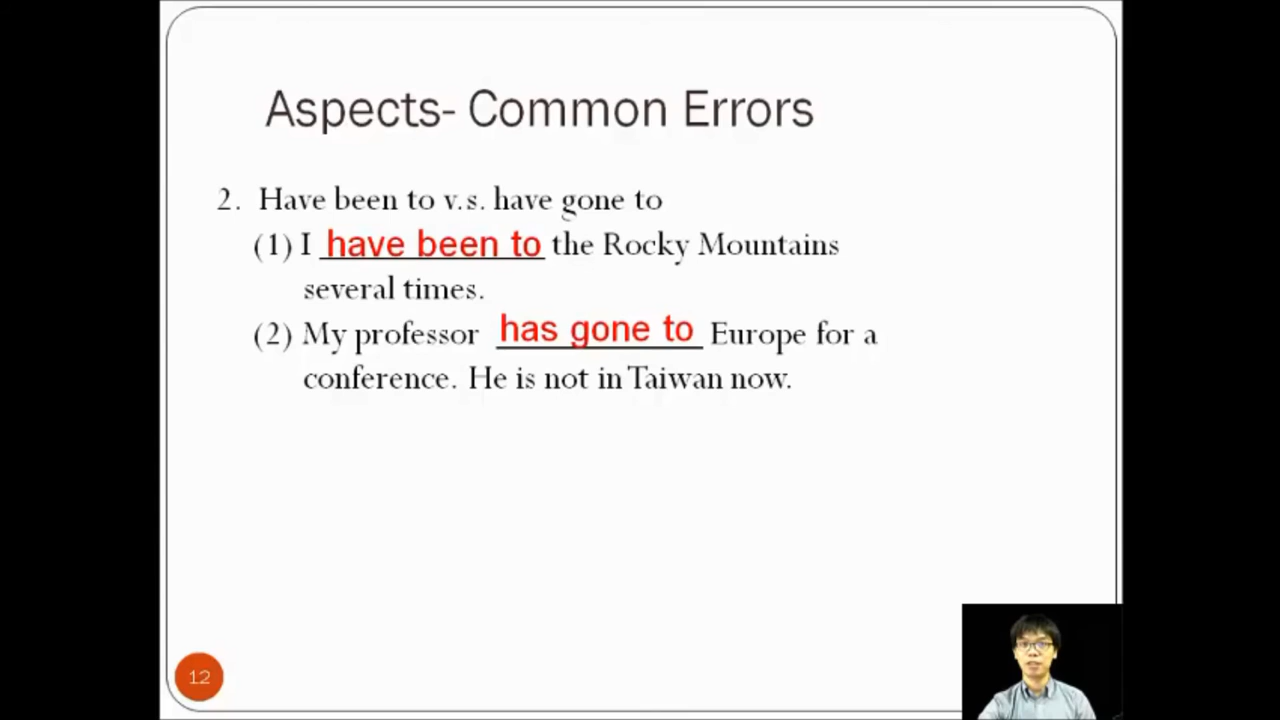 Aspects- Common Errors
2. Have been to v.s. have gone to
(1) I have been to the Rocky Mountains
several times.
(2) My professor has gone to Europe for a
conference. He is not in Taiwan now.
12